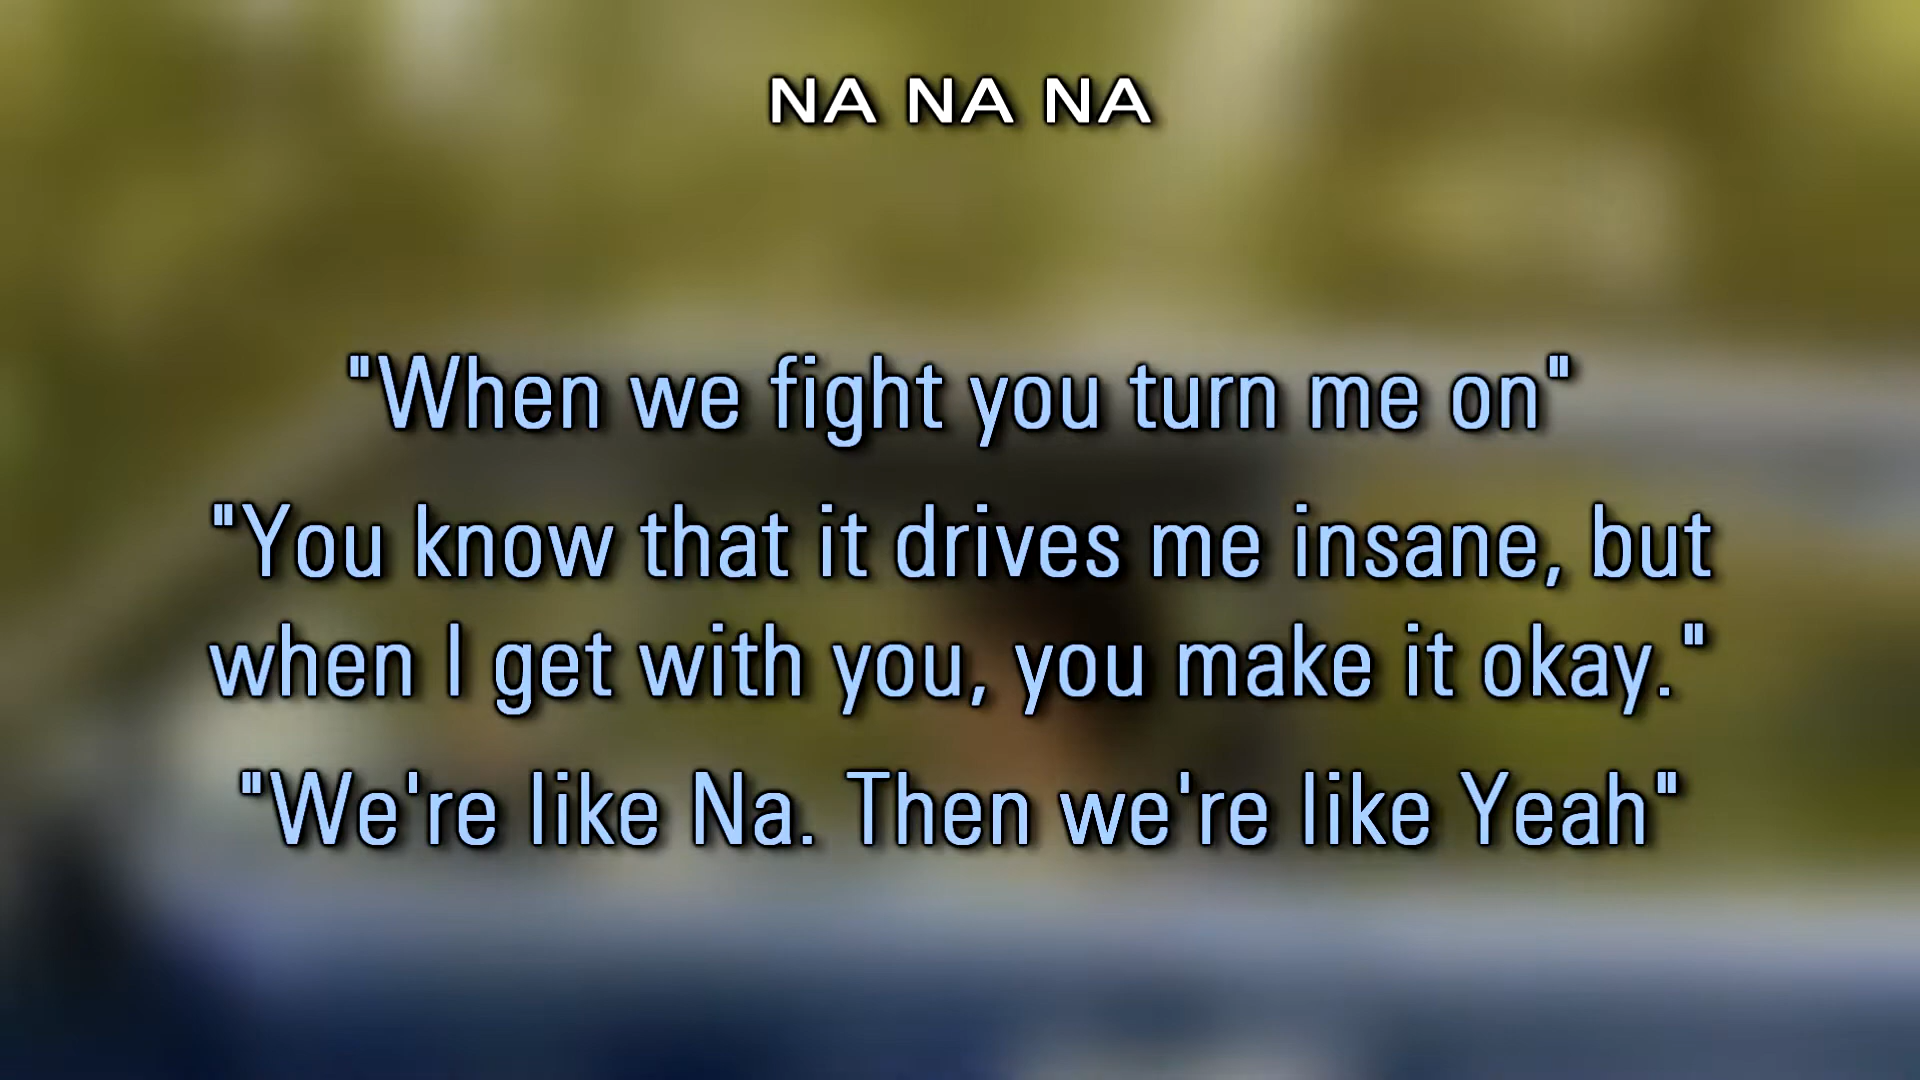 NA NA NA
"When we fight you turn me on"
"You know that it drives me insane, but
when I get with you, you make it okay."
"We're like Na. Then we're like Yeah"